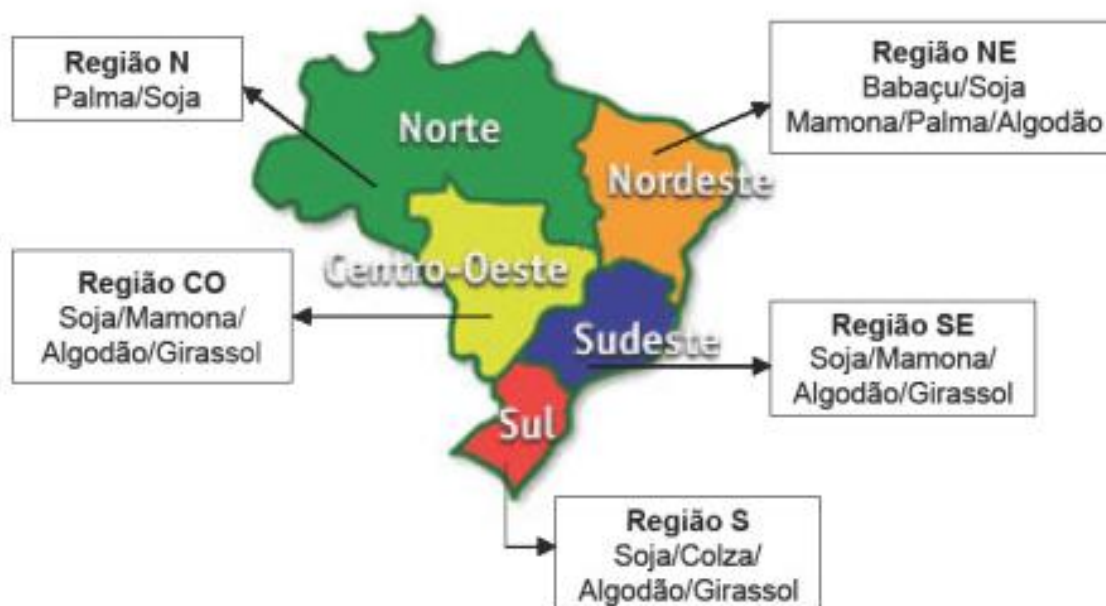 Região N
Palma/Soja
Região NE
Babaçu/Soja
Mamona/Palma/Algodão
Norte
Nordeste
Centro-Oeste
Sudeste
Sul
Região CO
Soja/Mamona/
Algodão/Girassol
Região SE
Soja/Mamona/
Algodão/Girassol
Região S
Soja/Colza/
Algodão/Girassol